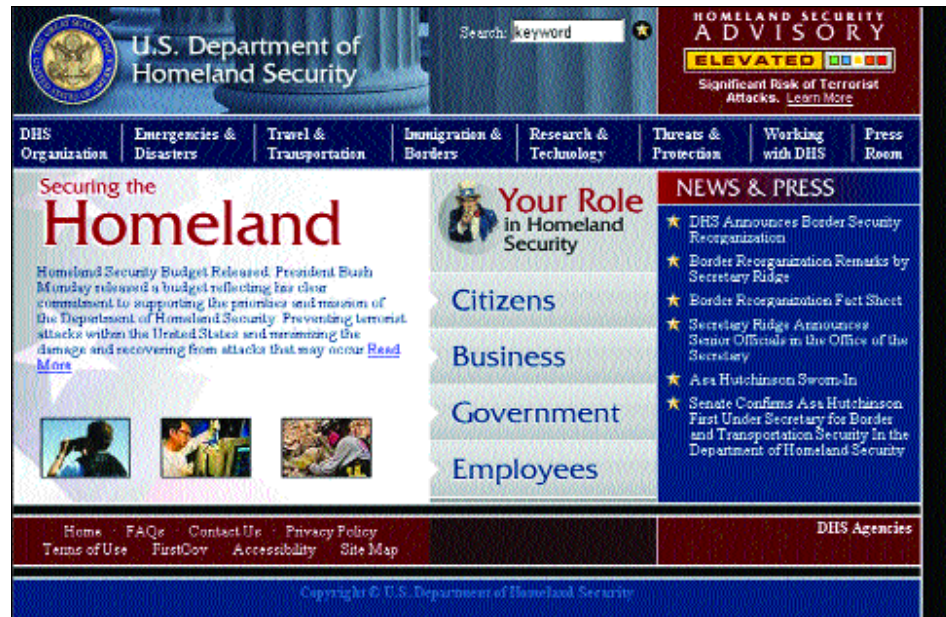 U.S. Department of
Homeland Security
Search: keyword
HOMELAND SECURITY
ADVISORY
ELEVATED
Significant Risk of Terrorist
Attacks. Learn More
DHS
Organization
Emergencies &
Disasters
Travel &
Transportation
Immigration &
Borders
Research &
Technology
Threats &
Protection
Working
with DHS
Press
Room
Securing the
Homeland
Homeland Security Budget Released. President Bush
Monday released a budget reflecting his clear
commitment to supporting the priorities and mission of
the Department of Homeland Security. Preventing terrorist
attacks within the United States and minimizing the
damage and recovering from attacks that may occur Read
More
Your Role
in Homeland
Security
Citizens
Business
Government
Employees
NEWS & PRESS
DHS Announces Border Security
Reorganization
Border Reorganization Remarks by
Secretary Ridge
Border Reorganization Fact Sheet
Secretary Ridge Announces
Senior Officials in the Office of the
Secretary
Asa Hutchinson Sworn-In
Senate Confirms Asa Hutchinson
First Under Secretary for Border
and Transportation Security In the
Department of Homeland Security
Home · FAQs · Contact Us · Privacy Policy
Terms of Use FirstGov Accessibility Site Map
DHS Agencies
Copyright © U.S. Department of Homeland Security